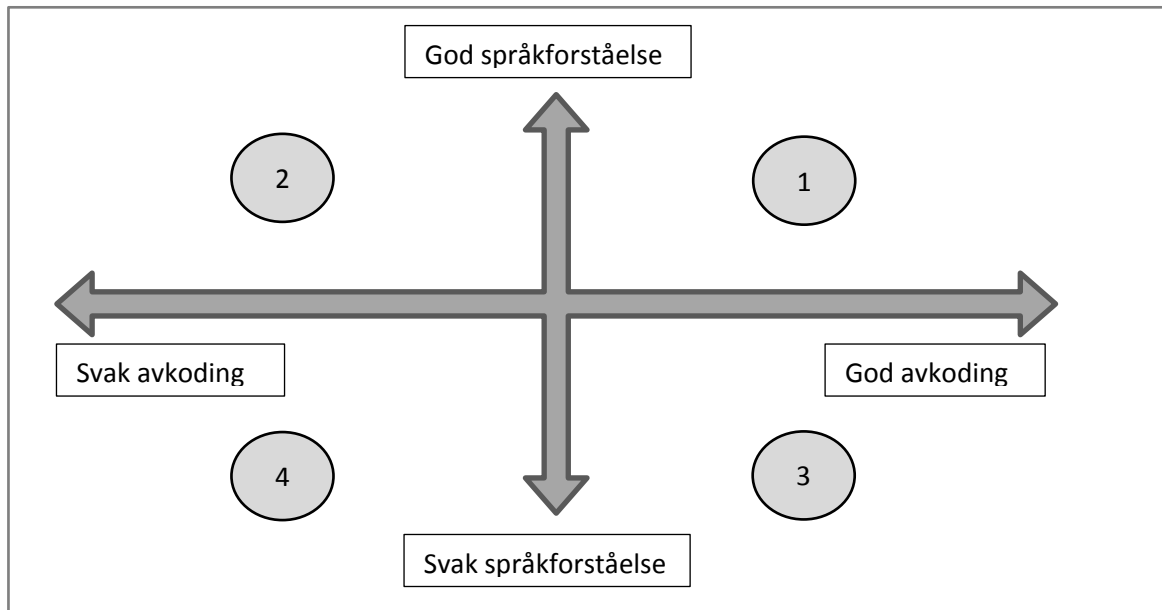 God språkforståelse
2
1
Svak avkoding
God avkoding
4
3
Svak språkforståelse